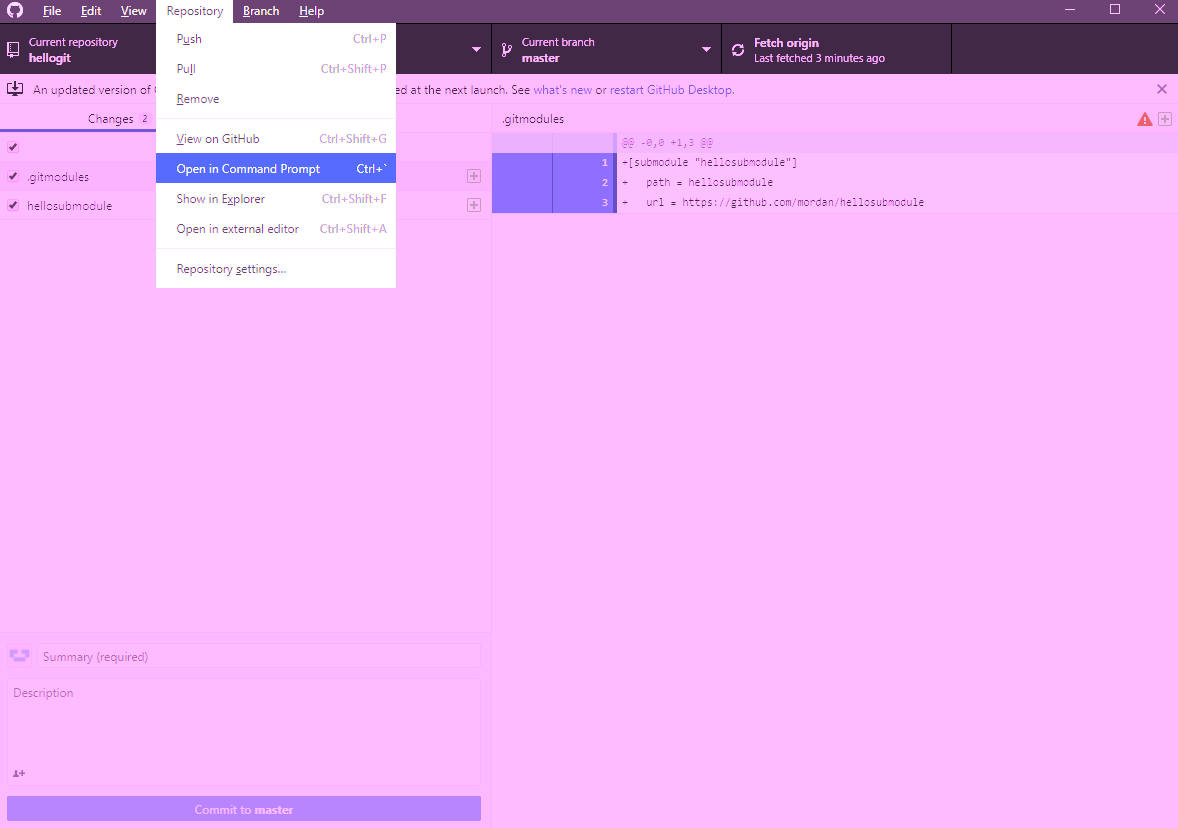 File Edit View Repository Branch Help
Current repository
hellogit
Current branch
master
Fetch origin
Last fetched 3 minutes ago
Push Ctrl+P
Pull Ctrl+Shift+P
Remove
View on GitHub Ctrl+Shift+G
Open in Command Prompt Ctrl+`
Show in Explorer Ctrl+Shift+F
Open in external editor Ctrl+Shift+A
Repository settings...
An updated version of
ed at the next launch. See what's new or restart GitHub Desktop.
Changes 2
.gitmodules
hellosubmodule
.gitmodules
@@ -0,0 +1,3 @@
1 +[submodule "hellosubmodule"]
2 + path = hellosubmodule
3 + url = https://github.com/mordan/hellosubmodule
Summary (required)
Description
Commit to master